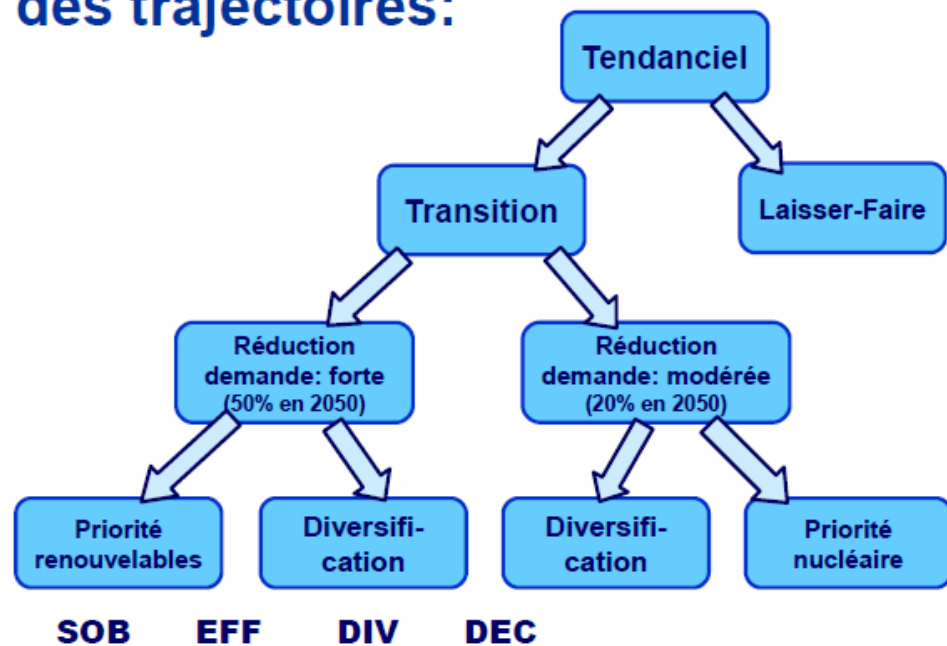 des trajectoires:
Tendanciel
Transition
Laisser-Faire
Réduction
demande: forte
(50% en 2050)
Réduction
demande: modérée
(20% en 2050)
Priorité
renouvelables
Diversifi-
cation
Diversifi-
cation
Priorité
nucléaire
SOB EFF DIV DEC